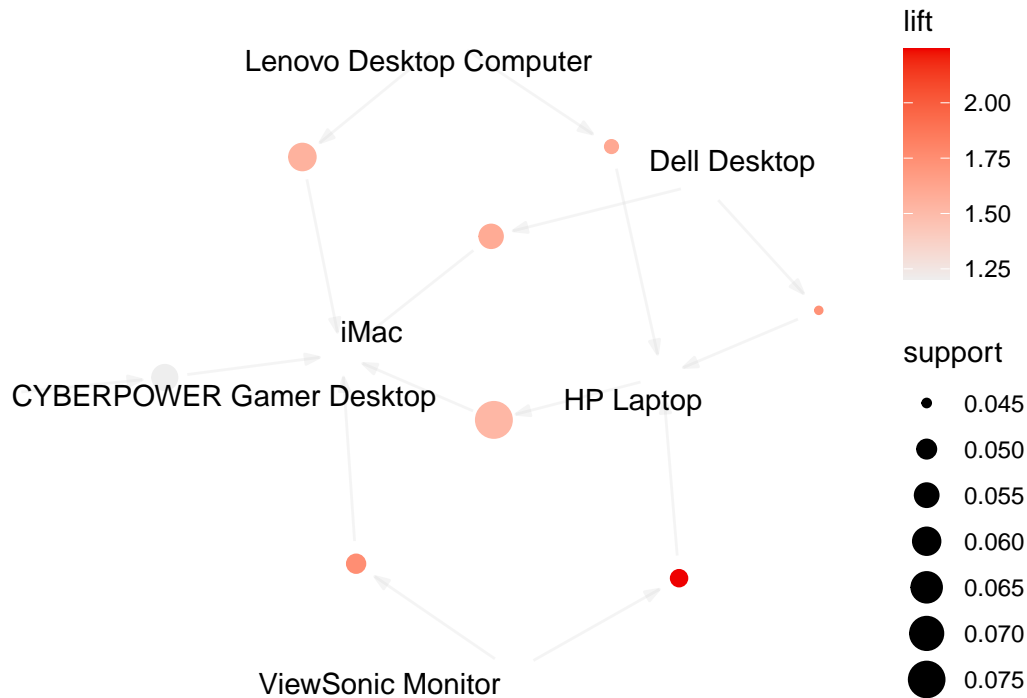 lift
Lenovo Desktop Computer
2.00
Dell Desktop
1.75
1.50
1.25
iMac
support
CYBERPOWER Gamer Desktop
HP Laptop
0.045
0.050
0.055
0.060
0.065
0.070
ViewSonic Monitor
0.075